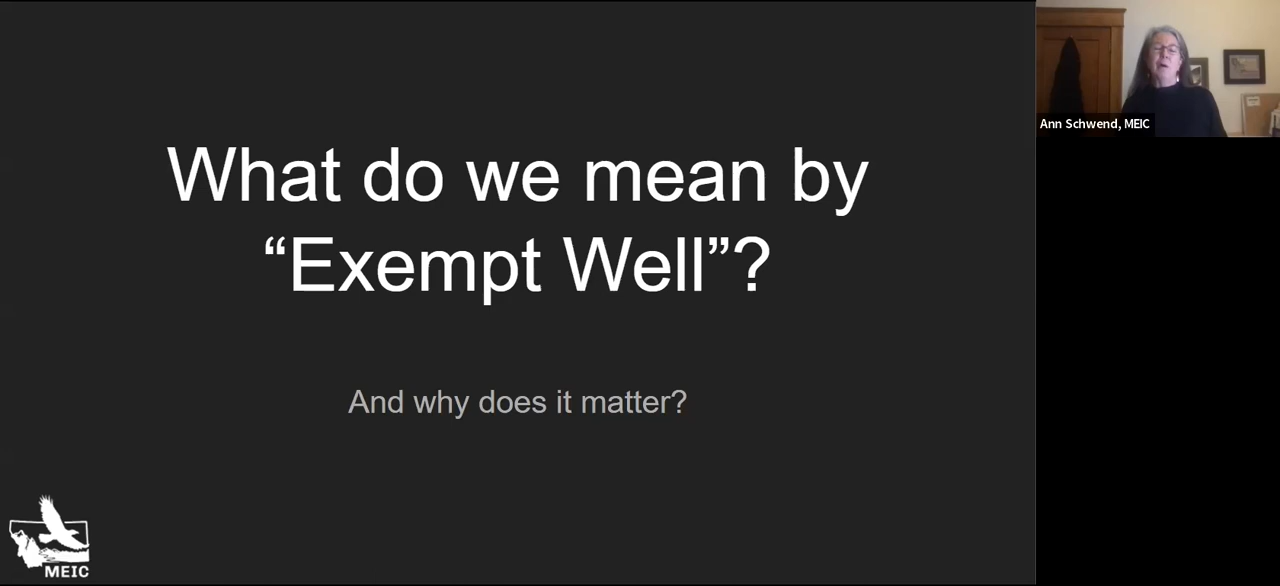 What do we mean by
“Exempt Well”?
And why does it matter?
MEIC
Ann Schwend, MEIC